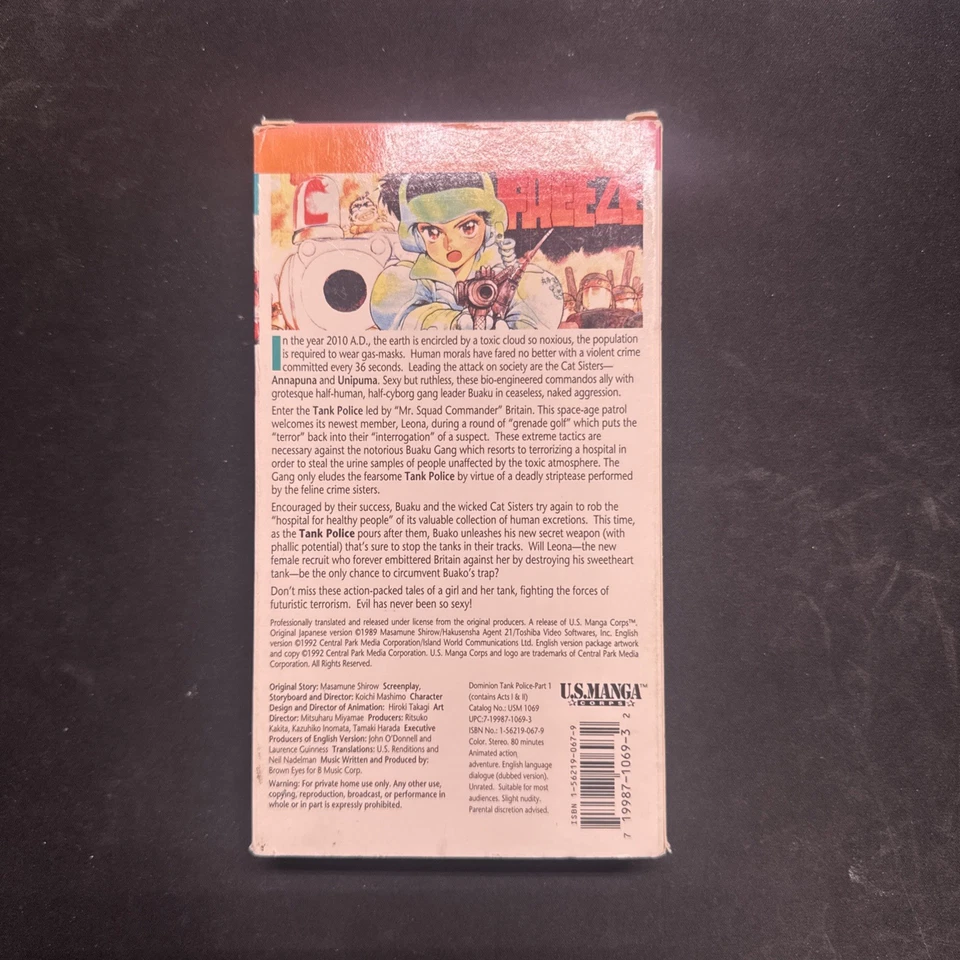 PHEEZE
In the year 2010 A.D., the earth is encircled by a toxic cloud so noxious, the population
is required to wear gas-masks. Human morals have fared no better with a violent crime
committed every 36 seconds. Leading the attack on society are the Cat Sisters—
Annapuna and Unipuma. Sexy but ruthless, these bio-engineered commandos ally with
grotesque half-human, half-cyborg gang leader Buaku in ceaseless, naked aggression.
Enter the Tank Police led by "Mr. Squad Commander" Britain. This space-age patrol
welcomes its newest member, Leona, during a round of "grenade golf" which puts the
"terror" back into their "interrogation" of a suspect. These extreme tactics are
necessary against the notorious Buaku Gang which resorts to terrorizing a hospital in
order to steal the urine samples of people unaffected by the toxic atmosphere. The
Gang only eludes the fearsome Tank Police by virtue of a deadly striptease performed
by the feline crime sisters.
Encouraged by their success, Buaku and the wicked Cat Sisters try again to rob the
"hospital for healthy people" of its valuable collection of human excretions. This time,
as the Tank Police pours after them, Buako unleashes his new secret weapon (with
phallic potential) that's sure to stop the tanks in their tracks. Will Leona—the new
female recruit who forever embittered Britain against her by destroying his sweetheart
tank—be the only chance to circumvent Buako's trap?
Don't miss these action-packed tales of a girl and her tank, fighting the forces of
futuristic terrorism. Evil has never been so sexy!
Professionally translated and released under license from the original producers. A release of U.S. Manga Corps™.
Original Japanese version ©1989 Masamune Shirow/Hakusensha Agent 21/Toshiba Video Softwares, Inc. English
version ©1992 Central Park Media Corporation/Island World Communications Ltd. English version package artwork
and copy ©1992 Central Park Media Corporation. U.S. Manga Corps and logo are trademarks of Central Park Media
Corporation. All Rights Reserved.
Original Story: Masamune Shirow Screenplay,
Storyboard and Director: Koichi Mashimo Character
Design and Director of Animation: Hiroki Takagi Art
Director: Mitsuharu Miyamae Producers: Ritsuko
Kakita, Kazuhiko Inomata, Tamaki Harada Executive
Producers of English Version: John O'Donnell and
Laurence Guinness Translations: U.S. Renditions and
Neil Nadelman Music Written and Produced by:
Brown Eyes for B Music Corp.
Warning: For private home use only. Any other use,
copying, reproduction, broadcast, or performance in
whole or in part is expressly prohibited.
Dominion Tank Police-Part 1
(contains Acts I & II)
Catalog No.: USM 1069
UPC:7-19987-1069-3
ISBN No.: 1-56219-067-9
Color. Stereo. 80 minutes
Animated action,
adventure. English language
dialogue (dubbed version).
Unrated. Suitable for most
audiences. Slight nudity.
Parental discretion advised.
U.S.MANGA™
CORPS
ISBN 1-56219-067-9
7 19987-1069-3 2